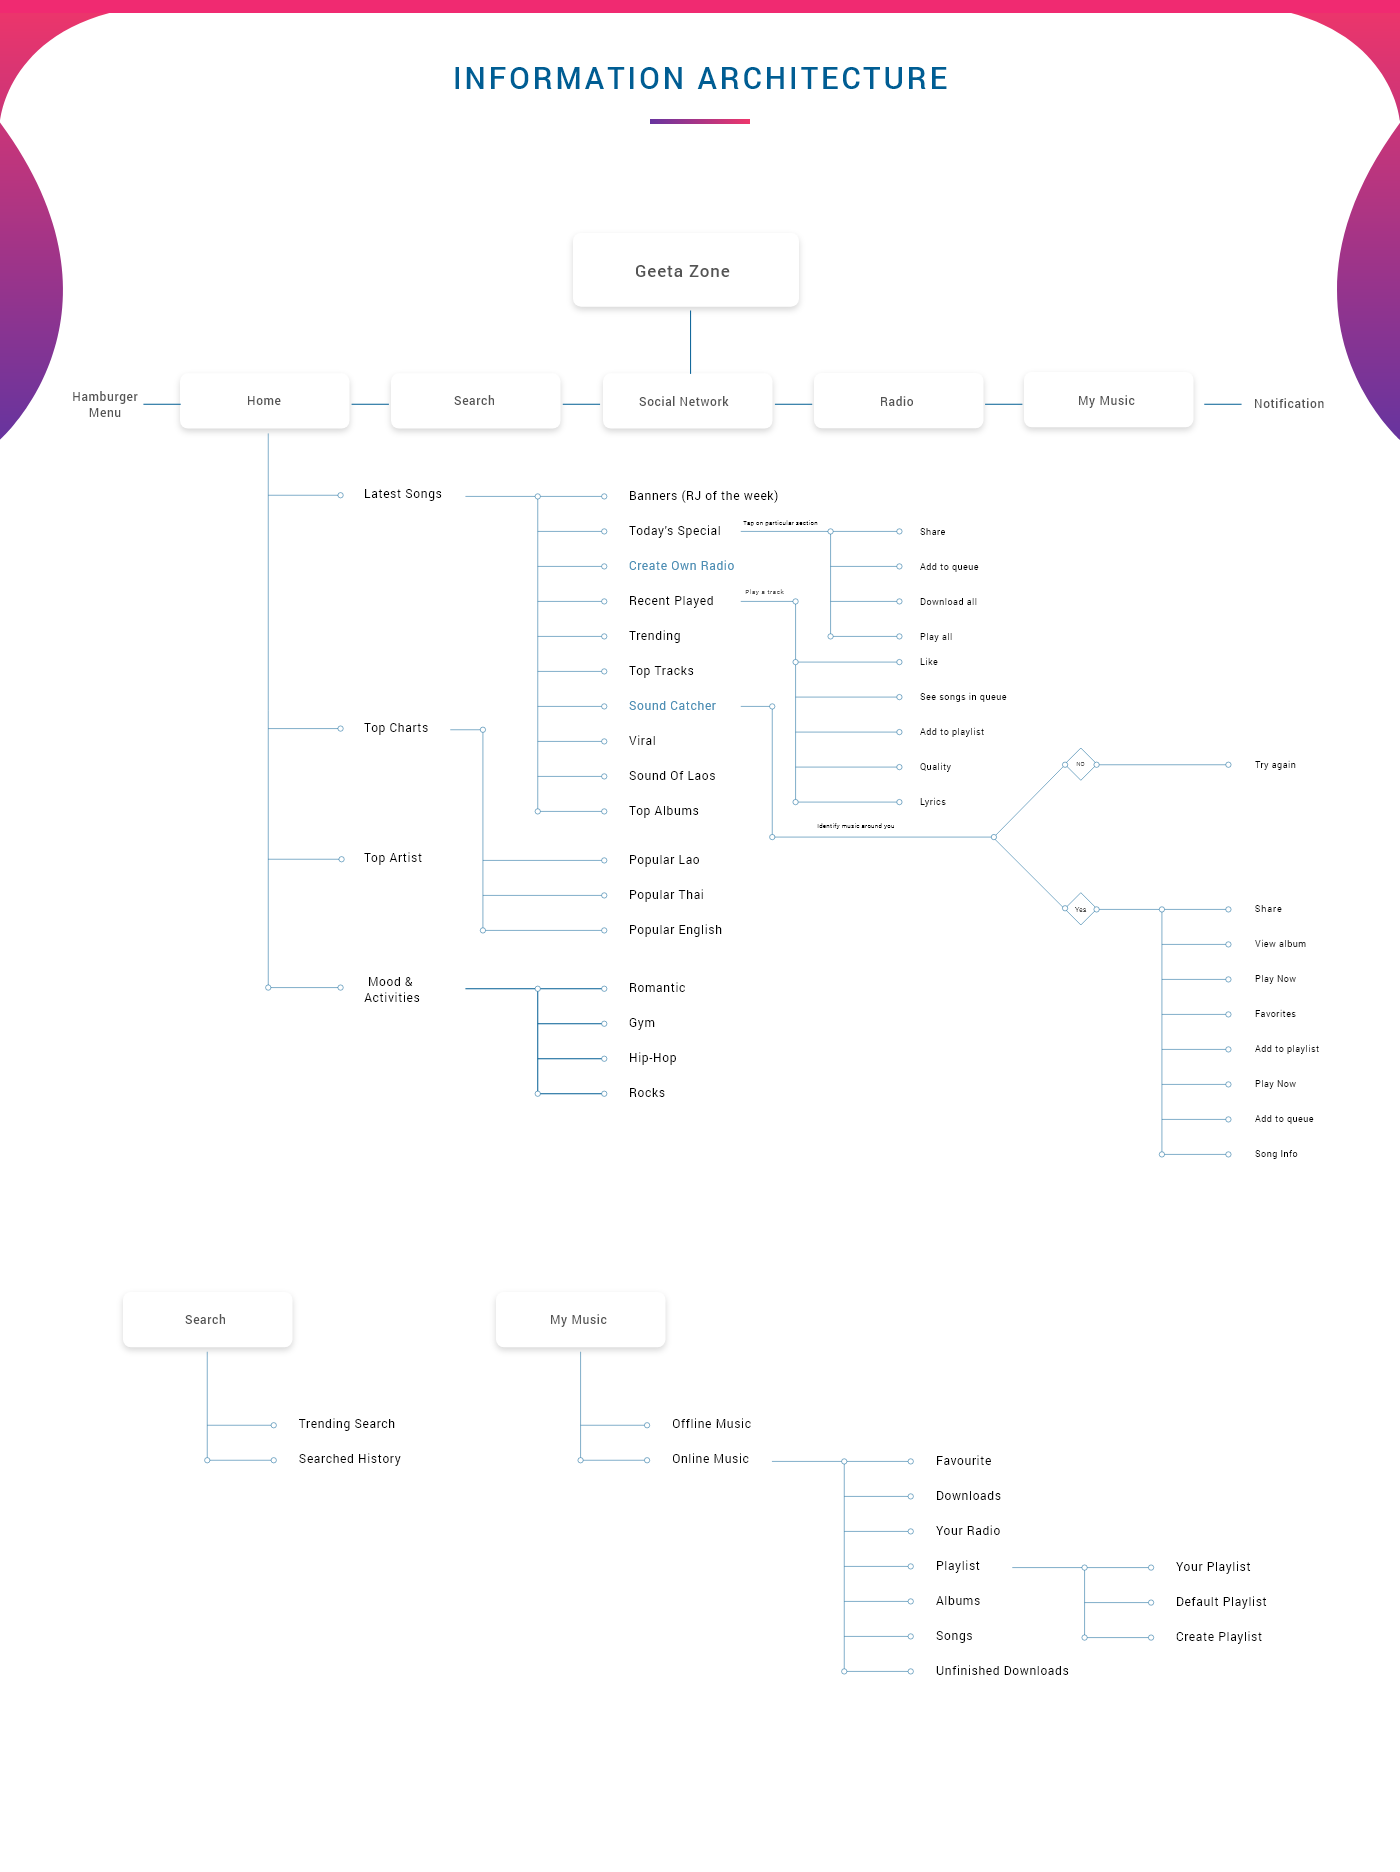 INFORMATION ARCHITECTURE
Geeta Zone
Hamburger
Menu
Home
Search
Social Network
Radio
My Music
Notification
Latest Songs
Banners (RJ of the week)
Today's Special
Tap on particular section
Share
Create Own Radio
Add to queue
Recent Played
Play a track
Download all
Trending
Play all
Like
Top Tracks
See songs in queue
Sound Catcher
Top Charts
Add to playlist
Viral
Quality
NO
Try again
Sound Of Laos
Lyrics
Top Albums
Identify music around you
Top Artist
Popular Lao
Popular Thai
Popular English
Yes
Share
View album
Play Now
Favorites
Add to playlist
Play Now
Add to queue
Song Info
Mood &
Activities
Romantic
Gym
Hip-Hop
Rocks
Search
Trending Search
Searched History
My Music
Offline Music
Online Music
Favourite
Downloads
Your Radio
Playlist
Your Playlist
Default Playlist
Create Playlist
Albums
Songs
Unfinished Downloads